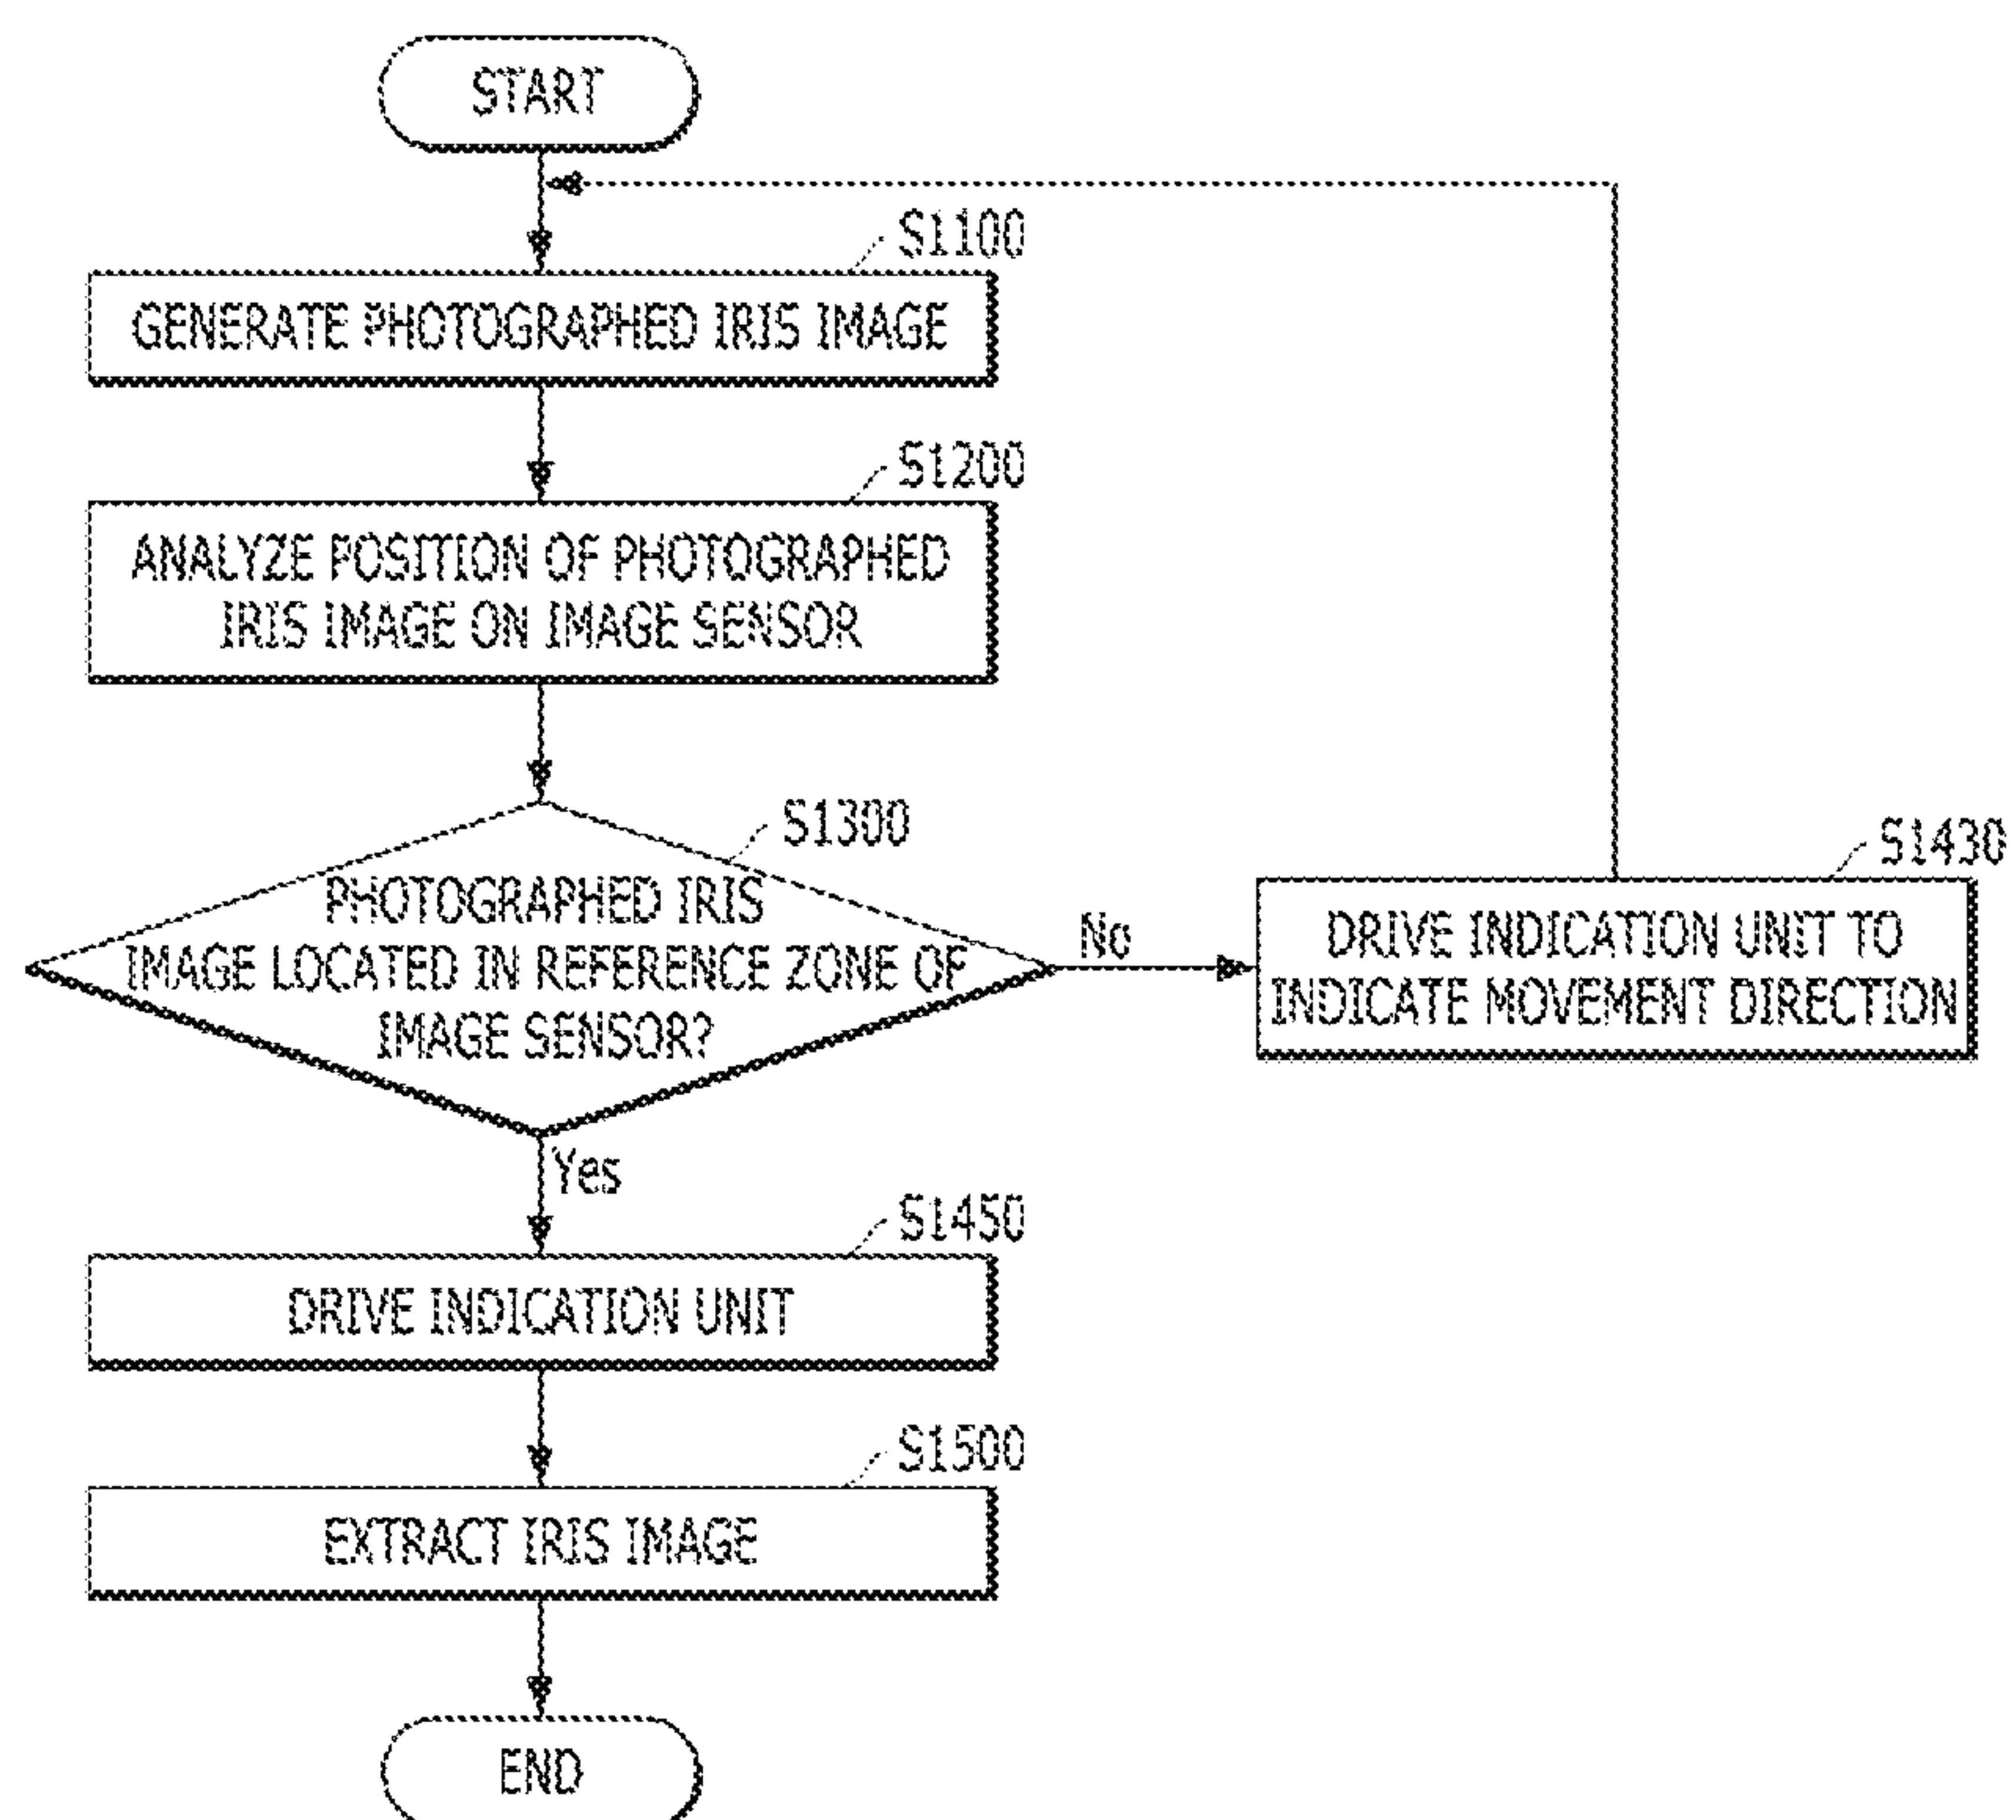 START
S1100
GENERATE PHOTOGRAPHED IRIS IMAGE
S1200
ANALYZE POSITION OF PHOTOGRAPHED
IRIS IMAGE ON IMAGE SENSOR
S1300
PHOTOGRAPHED IRIS
IMAGE LOCATED IN REFERENCE ZONE OF
IMAGE SENSOR?
No
S1430
DRIVE INDICATION UNIT TO
INDICATE MOVEMENT DIRECTION
Yes
S1450
DRIVE INDICATION UNIT
S1500
EXTRACT IRIS IMAGE
END